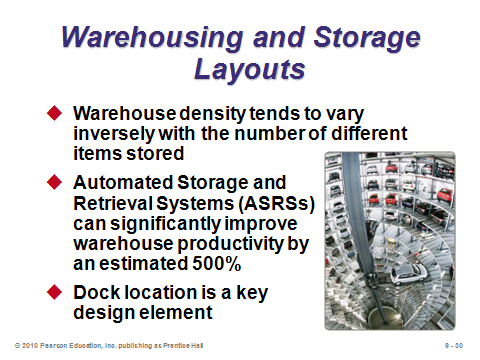 Warehousing and Storage
Layouts
Warehouse density tends to vary
inversely with the number of different
items stored
Automated Storage and
Retrieval Systems (ASRSs)
can significantly improve
warehouse productivity by
an estimated 500%
Dock location is a key
design element
© 2010 Pearson Education, Inc. publishing as Prentice Hall